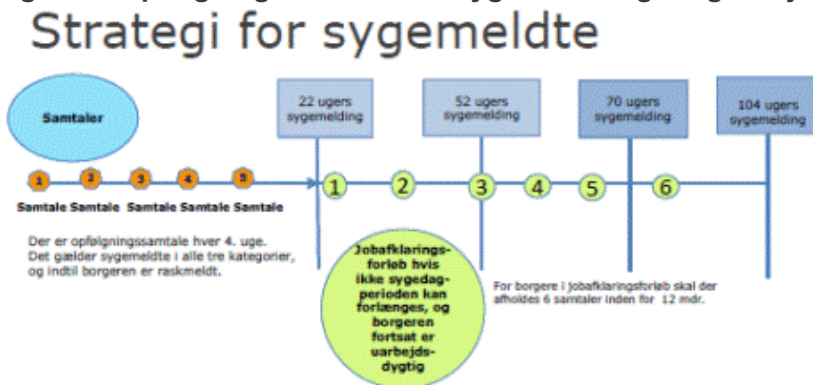 Strategi for sygemeldte
Samtaler
22 ugers
sygemelding
52 ugers
sygemelding
70 ugers
sygemelding
104 ugers
sygemelding
1 2 3 4 5
1 2 3 4 5 6
Samtale Samtale Samtale Samtale Samtale
Der er opfølgningssamtale hver 4. uge.
Det gælder sygemeldte i alle tre kategorier,
og indtil borgeren er raskmeldt.
Jobafklarings-
forløb hvis
ikke sygedag-
perioden kan
forlænges, og
borgeren
fortsat er
uarbejds-
dygtig
For borgere i jobafklaringsforløb skal der
afholdes 6 samtaler inden for 12 mdr.